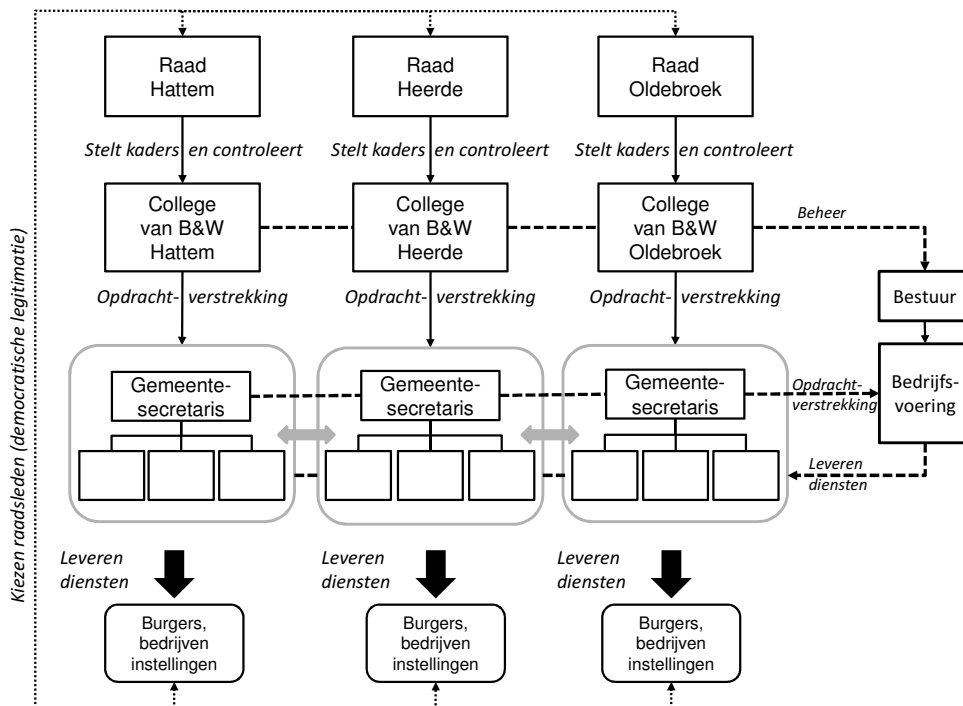 Raad
Hattem
Raad
Heerde
Raad
Oldebroek
Stelt kaders en controleert
Stelt kaders en controleert
Stelt kaders en controleert
College
van B&W
Hattem
College
van B&W
Heerde
College
van B&W
Oldebroek
Beheer
Opdracht-verstrekking
Opdracht-verstrekking
Opdracht-verstrekking
Bestuur
Gemeente-
secretaris
Gemeente-
secretaris
Gemeente-
secretaris
Opdracht-
verstrekking
Bedrijfs-
voering
Leveren
diensten
Leveren
diensten
Leveren
diensten
Leveren
diensten
Burgers,
bedrijven
instellingen
Burgers,
bedrijven
instellingen
Burgers,
bedrijven
instellingen
Kiezen raadsleden (democratische legitimatie)